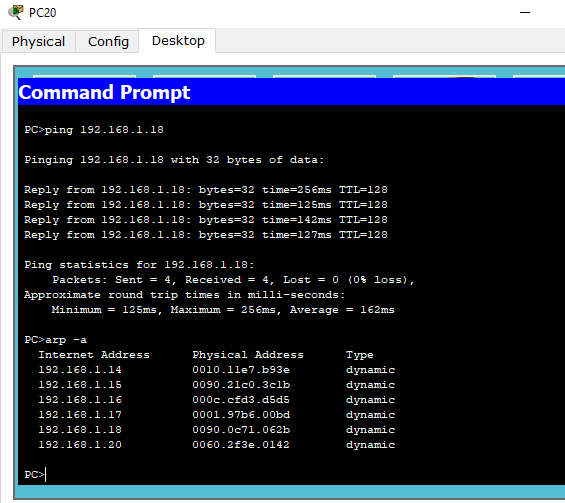 PC20
Physical Config Desktop
Command Prompt
PC>ping 192.168.1.18
Pinging 192.168.1.18 with 32 bytes of data:
Reply from 192.168.1.18: bytes=32 time=256ms TTL=128
Reply from 192.168.1.18: bytes=32 time=125ms TTL=128
Reply from 192.168.1.18: bytes=32 time=142ms TTL=128
Reply from 192.168.1.18: bytes=32 time=127ms TTL=128
Ping statistics for 192.168.1.18:
Packets: Sent = 4, Received = 4, Lost = 0 (0% loss),
Approximate round trip times in milli-seconds:
Minimum = 125ms, Maximum = 256ms, Average = 162ms
PC>arp -a
Internet Address Physical Address Type
192.168.1.14 0010.11e7.b93e dynamic
192.168.1.15 0090.21c0.3c1b dynamic
192.168.1.16 000c.cfd3.d5d5 dynamic
192.168.1.17 0001.97b6.00bd dynamic
192.168.1.18 0090.0c71.062b dynamic
192.168.1.20 0060.2f3e.0142 dynamic
PC>